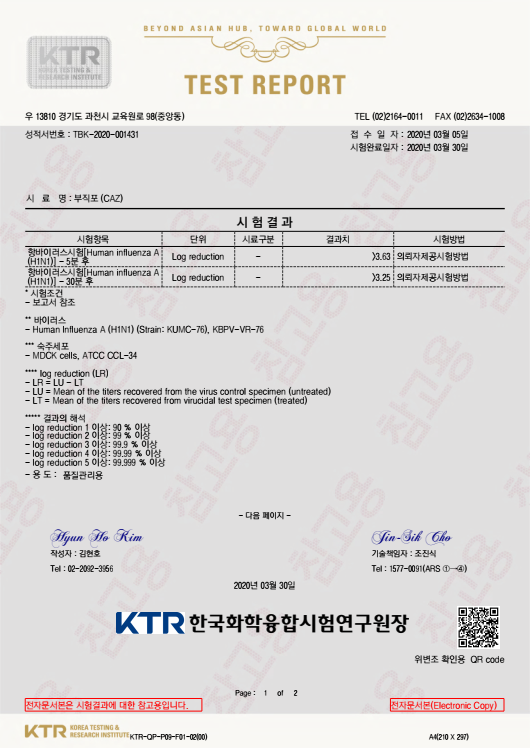 BEYOND ASIAN HUB, TOWARD GLOBAL WORLD
KTR
KOREA TESTING &
RESEARCH INSTITUTE
TEST REPORT
우 13810 경기도 과천시 교육원로 98(중앙동)
TEL (02)2164-0011 FAX (02)2634-1008
성적서번호 : TBK-2020-001431
접 수 일 자 : 2020년 03월 05일
시험완료일자 : 2020년 03월 30일
시 료 명 : 부직포 (CAZ)
시 험 결 과
시험항목 단위 시료구분 결과치 시험방법
항바이러스시험[Human influenza A (H1N1)] - 5분 후 Log reduction - 〉3.63 의뢰자제공시험방법
항바이러스시험[Human influenza A (H1N1)] - 30분 후 Log reduction - 〉3.25 의뢰자제공시험방법
* 시험조건
- 보고서 참조
** 바이러스
- Human Influenza A (H1N1) (Strain: KUMC-76), KBPV-VR-76
*** 숙주세포
- MDCK cells, ATCC CCL-34
**** log reduction (LR)
- LR = LU - LT
- LU = Mean of the titers recovered from the virus control specimen (untreated)
- LT = Mean of the titers recovered from virucidal test specimen (treated)
***** 결과의 해석
- log reduction 1 이상: 90 % 이상
- log reduction 2 이상: 99 % 이상
- log reduction 3 이상: 99.9 % 이상
- log reduction 4 이상: 99.99 % 이상
- log reduction 5 이상: 99.999 % 이상
- 용 도 : 품질관리용
- 다음 페이지 -
Hyun Ho Kim
Jin-Sik Cho
작성자 : 김현호
기술책임자 : 조진식
Tel : 02-2092-3956
Tel : 1577-0091(ARS ①→④)
2020년 03월 30일
KTR 한국화학융합시험연구원장
위변조 확인용 QR code
Page : 1 of 2
전자문서본은 시험결과에 대한 참고용입니다.
전자문서본(Electronic Copy)
KTR KOREA TESTING &
RESEARCH INSTITUTE KTR-QP-P09-F01-02(00)
A4(210 X 297)
참고용